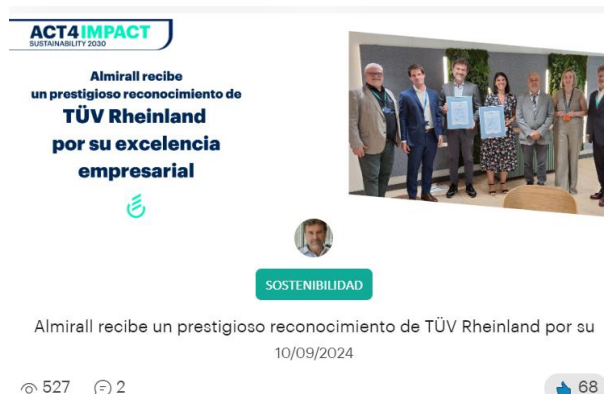 ACT4IMPACT
SUSTAINABILITY 2030
Almirall recibe
un prestigioso reconocimiento de
TÜV Rheinland
por su excelencia
empresarial
SOSTENIBILIDAD
Almirall recibe un prestigioso reconocimiento de TÜV Rheinland por su
10/09/2024
527 2 68